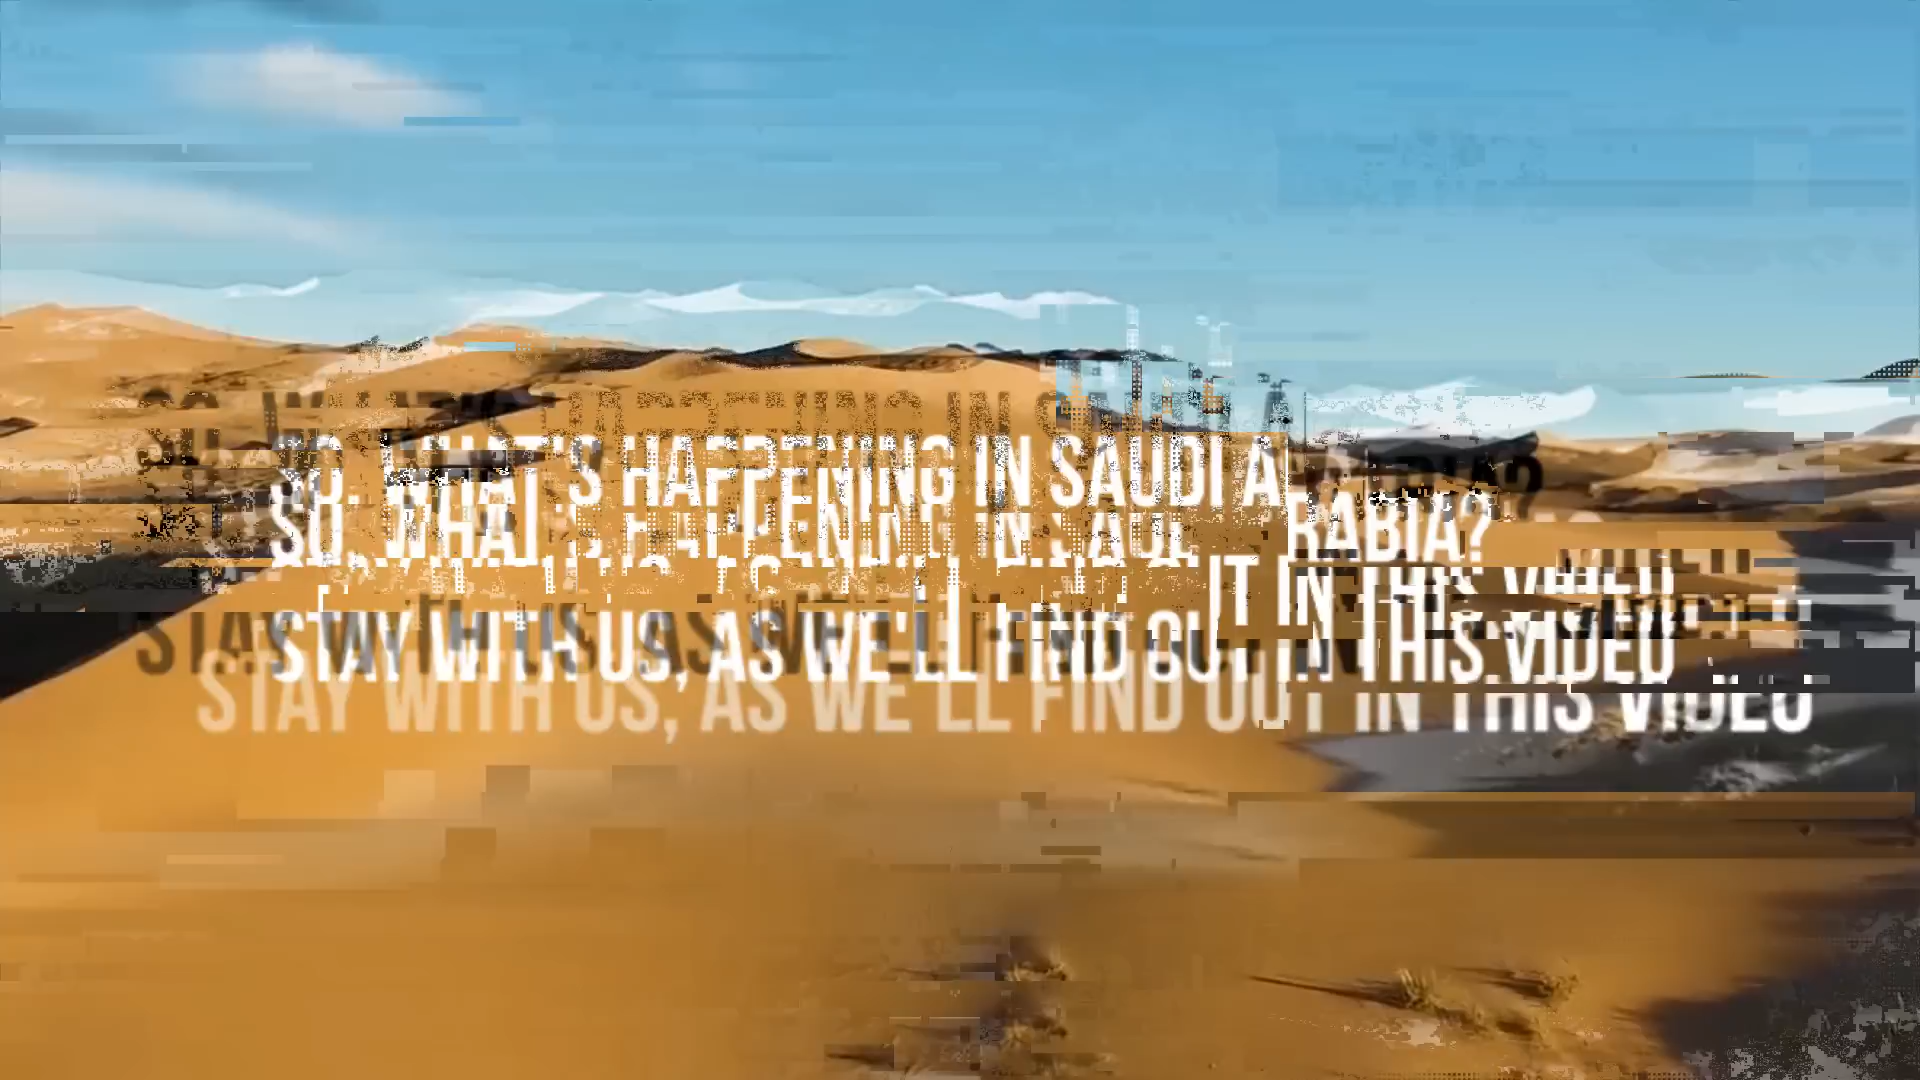 SO, WHAT'S HAPPENING IN SAUDI ARABIA?
STAY WITH US, AS WE'LL FIND OUT IN THIS VIDEO